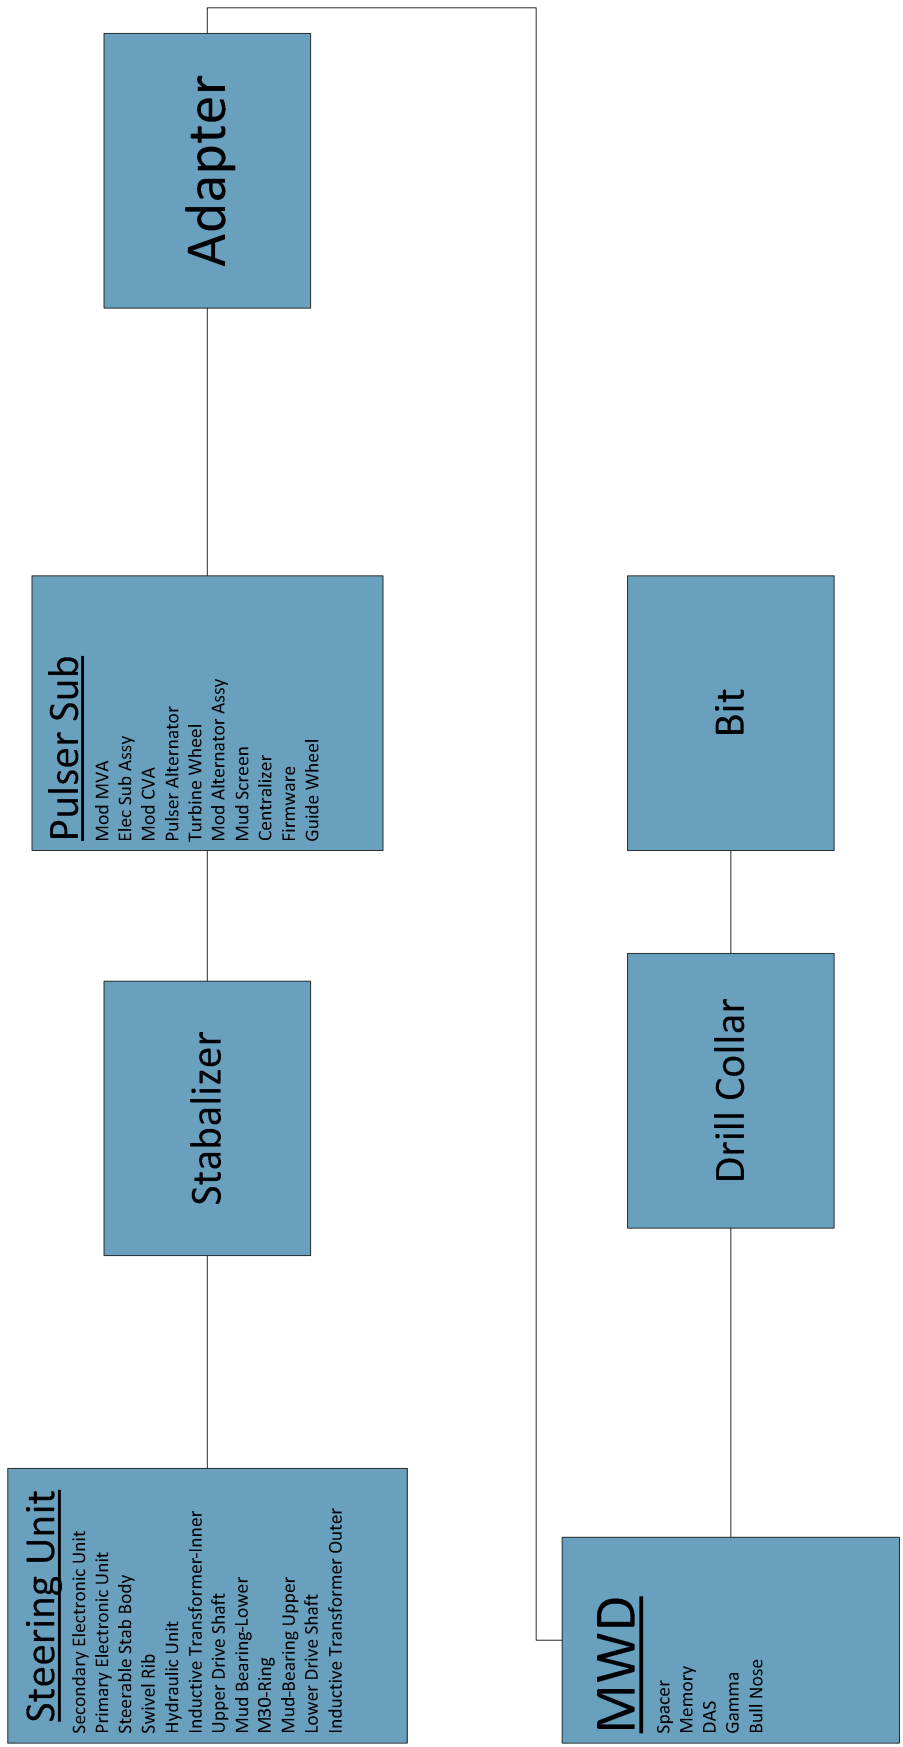 Steering Unit
Secondary Electronic Unit
Primary Electronic Unit
Steerable Stab Body
Swivel Rib
Hydraulic Unit
Inductive Transformer-Inner
Upper Drive Shaft
Mud Bearing-Lower
M30-Ring
Mud-Bearing Upper
Lower Drive Shaft
Inductive Transformer Outer
Stabalizer
Pulser Sub
Mod MVA
Elec Sub Assy
Mod CVA
Pulser Alternator
Turbine Wheel
Mod Alternator Assy
Mud Screen
Centralizer
Firmware
Guide Wheel
Adapter
MWD
Spacer
Memory
DAS
Gamma
Bull Nose
Drill Collar
Bit